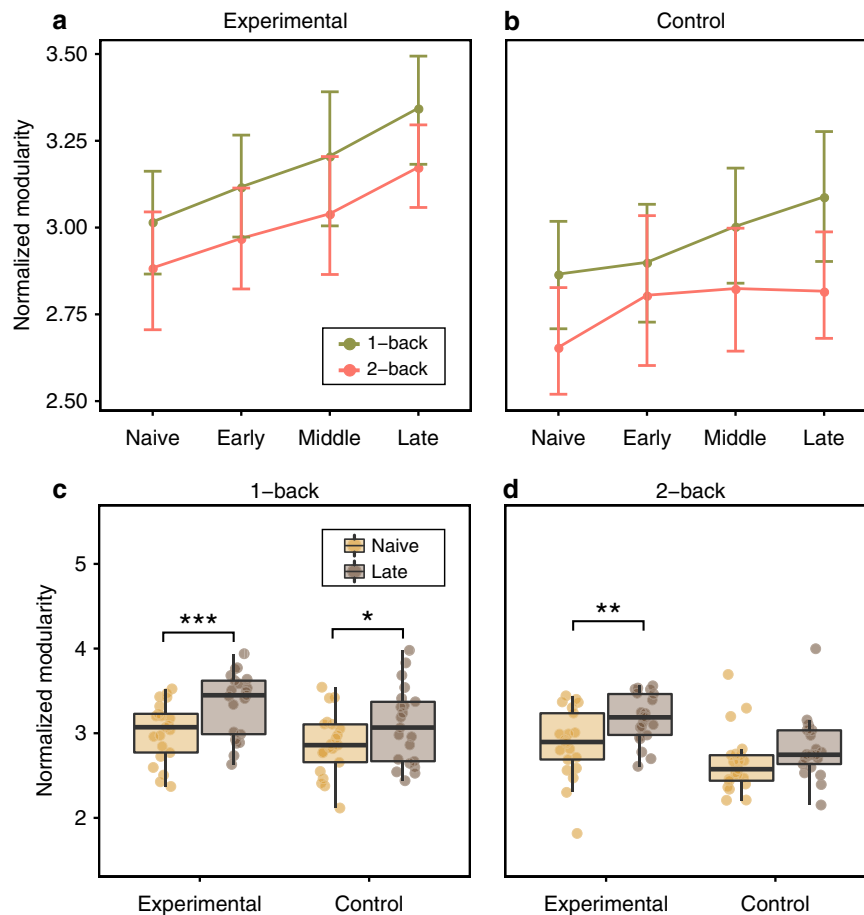 a Experimental
b Control
Normalized modularity
3.50
3.25
3.00
2.75
2.50
1−back
2−back
Naive Early Middle Late
Naive Early Middle Late
c 1−back
d 2−back
Normalized modularity
5
4
3
2
Naive
Late
***
*
**
Experimental Control
Experimental Control